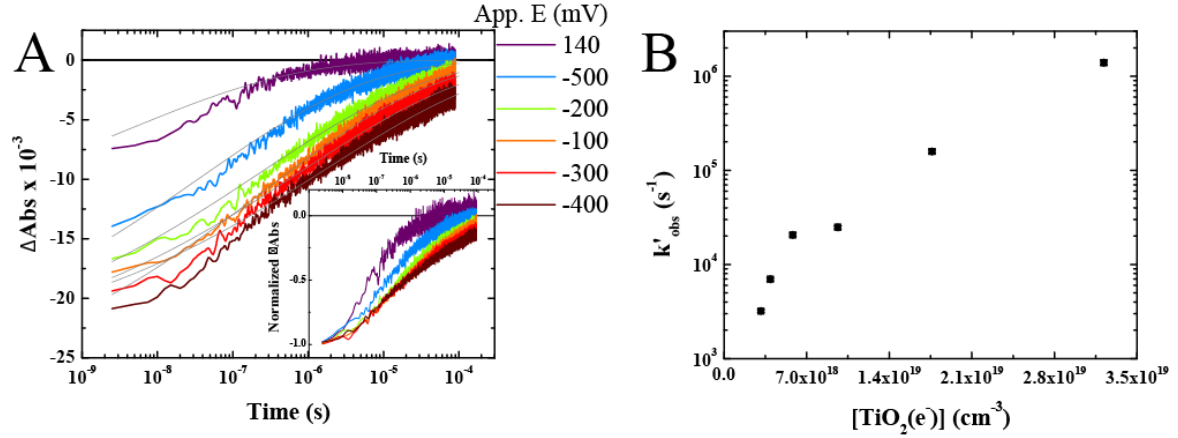 A
App. E (mV)
140
-500
-200
-100
-300
-400
ΔAbs x 10⁻³
0
-5
-10
-15
-20
-25
10⁻⁹ 10⁻⁸ 10⁻⁷ 10⁻⁶ 10⁻⁵ 10⁻⁴ 10⁻³
Time (s)
Time (s)
10⁻⁸ 10⁻⁷ 10⁻⁶ 10⁻⁵ 10⁻⁴
Normalized ⍰Abs
0.0
-0.5
-1.0
B
k'obs (s⁻¹)
10⁶
10⁵
10⁴
10³
0.0 7.0x10¹⁸ 1.4x10¹⁹ 2.1x10¹⁹ 2.8x10¹⁹ 3.5x10¹⁹
[TiO₂(e⁻)] (cm⁻³)